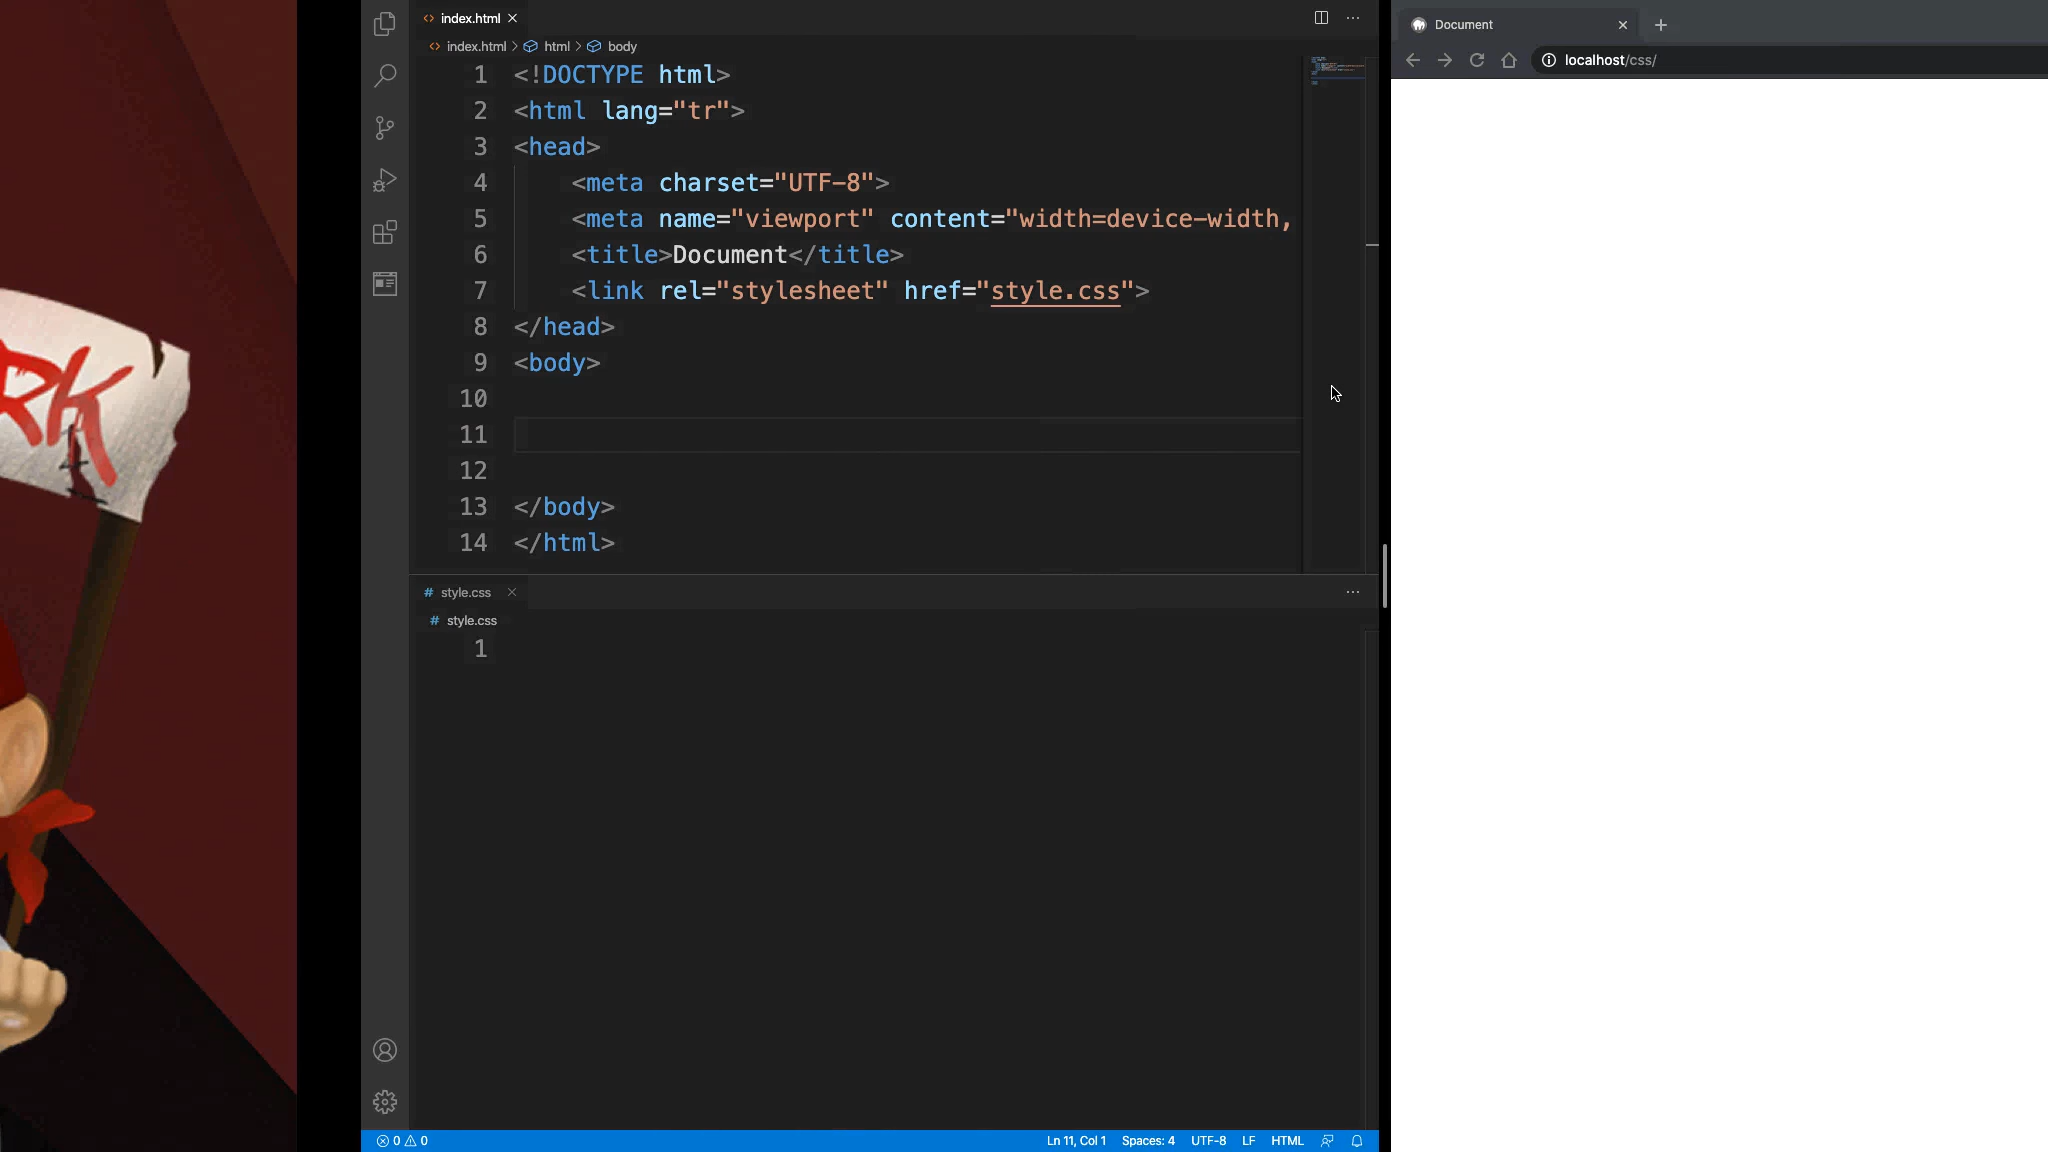 RK
index.html
index.html > html > body
1 <!DOCTYPE html>
2 <html lang="tr">
3 <head>
4 <meta charset="UTF-8">
5 <meta name="viewport" content="width=device-width,
6 <title>Document</title>
7 <link rel="stylesheet" href="style.css">
8 </head>
9 <body>
10
11
12
13 </body>
14 </html>
# style.css
# style.css
1
0 0
Ln 11, Col 1 Spaces: 4 UTF-8 LF HTML
Document
localhost/css/